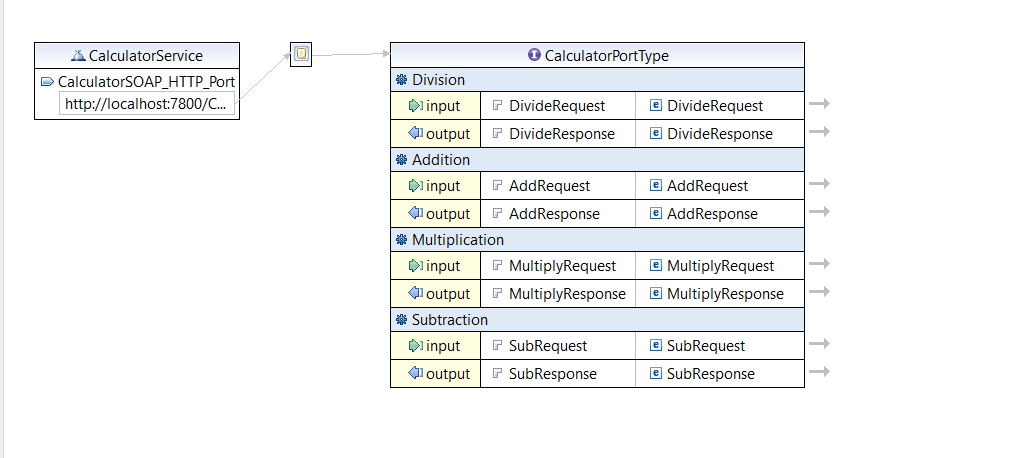 CalculatorService
CalculatorSOAP_HTTP_Port
http://localhost:7800/C...
CalculatorPortType
Division
input DivideRequest DivideRequest
output DivideResponse DivideResponse
Addition
input AddRequest AddRequest
output AddResponse AddResponse
Multiplication
input MultiplyRequest MultiplyRequest
output MultiplyResponse MultiplyResponse
Subtraction
input SubRequest SubRequest
output SubResponse SubResponse